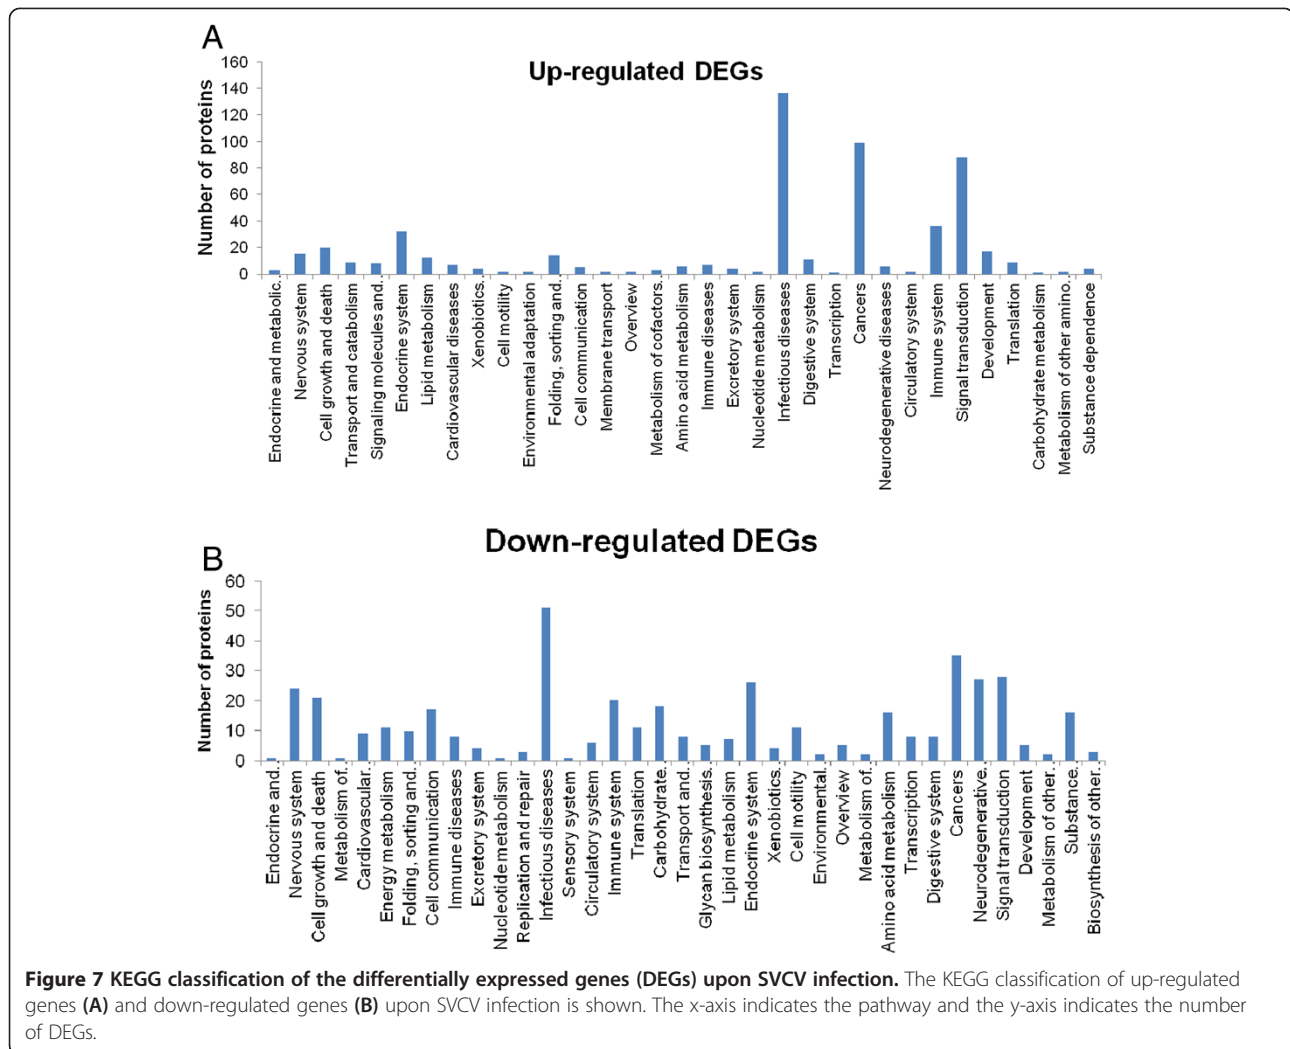 A
Up-regulated DEGs
Number of proteins
160
140
120
100
80
60
40
20
0
Endocrine and metabolic.
Nervous system
Cell growth and death
Transport and catabolism
Signaling molecules and.
Endocrine system
Lipid metabolism
Cardiovascular diseases
Xenobiotics..
Cell motility
Environmental adaptation
Folding, sorting and.
Cell communication
Membrane transport
Overview
Metabolism of cofactors.
Amino acid metabolism
Immune diseases
Excretory system
Nucleotide metabolism
Infectious diseases
Digestive system
Transcription
Cancers
Neurodegenerative diseases
Circulatory system
Immune system
Signal transduction
Development
Translation
Carbohydrate metabolism
Metabolism of other amino.
Substance dependence
B
Down-regulated DEGs
Number of proteins
60
50
40
30
20
10
0
Endocrine and..
Nervous system
Cell growth and death
Metabolism of.
Cardiovascular..
Energy metabolism
Folding, sorting and..
Cell communication
Immune diseases
Excretory system
Nucleotide metabolism
Replication and repair
Infectious diseases
Sensory system
Circulatory system
Immune system
Translation
Carbohydrate..
Transport and..
Glycan biosynthesis.
Lipid metabolism
Endocrine system
Xenobiotics.
Cell motility
Environmental.
Overview
Metabolism of..
Amino acid metabolism
Transcription
Digestive system
Cancers
Neurodegenerative..
Signal transduction
Development
Metabolism of other..
Substance.
Biosynthesis of other..
Figure 7 KEGG classification of the differentially expressed genes (DEGs) upon SVCV infection. The KEGG classification of up-regulated
genes (A) and down-regulated genes (B) upon SVCV infection is shown. The x-axis indicates the pathway and the y-axis indicates the number
of DEGs.